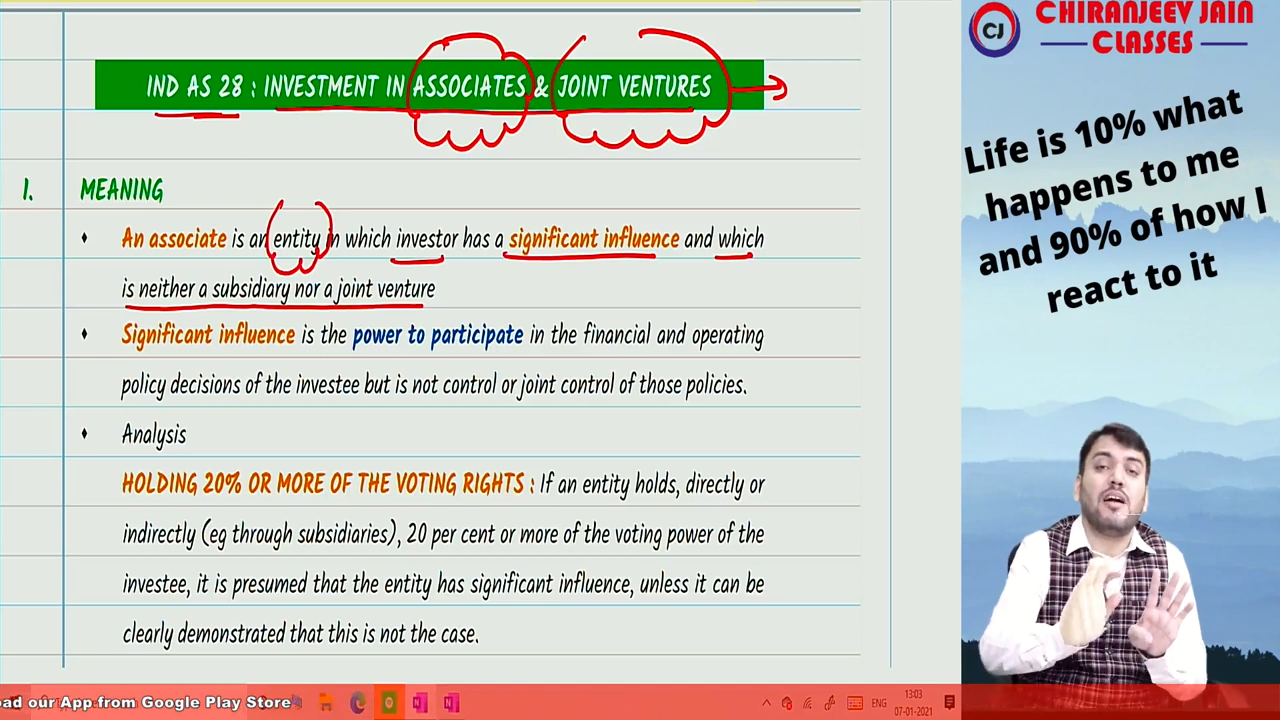 IND AS 28 : INVESTMENT IN ASSOCIATES & JOINT VENTURES
I. MEANING
An associate is an entity in which investor has a significant influence and which
is neither a subsidiary nor a joint venture
Significant influence is the power to participate in the financial and operating
policy decisions of the investee but is not control or joint control of those policies.
Analysis
HOLDING 20% OR MORE OF THE VOTING RIGHTS : If an entity holds, directly or
indirectly (eg through subsidiaries), 20 per cent or more of the voting power of the
investee, it is presumed that the entity has significant influence, unless it can be
clearly demonstrated that this is not the case.
CJ
CHIRANJEEV JAIN
CLASSES
Life is 10% what
happens to me
and 90% of how I
react to it
ad our App from Google Play Store
ENG
13:03
07-01-2021